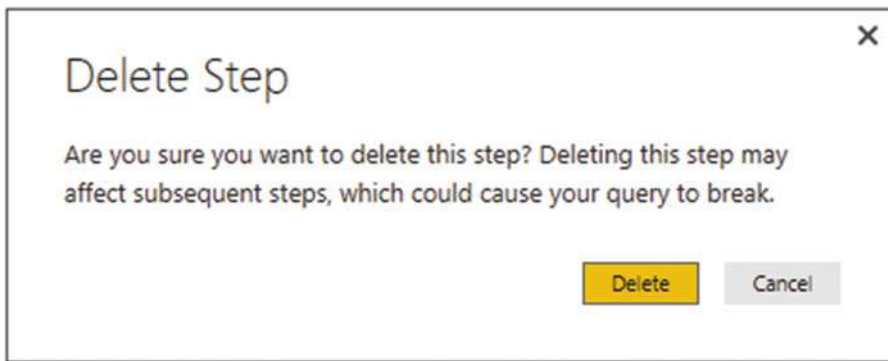 Delete Step
Are you sure you want to delete this step? Deleting this step may
affect subsequent steps, which could cause your query to break.
Delete
Cancel